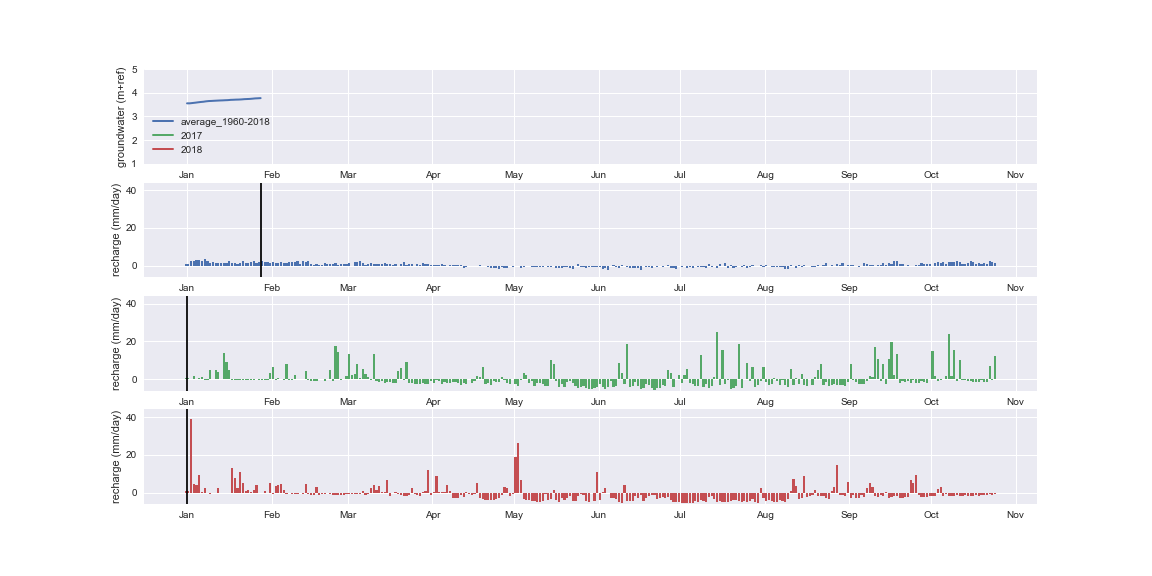 groundwater (m+ref)
5
4
3
2
1
average_1960-2018
2017
2018
Jan Feb Mar Apr May Jun Jul Aug Sep Oct Nov
recharge (mm/day)
40
20
0
Jan Feb Mar Apr May Jun Jul Aug Sep Oct Nov
recharge (mm/day)
40
20
0
Jan Feb Mar Apr May Jun Jul Aug Sep Oct Nov
recharge (mm/day)
40
20
0
Jan Feb Mar Apr May Jun Jul Aug Sep Oct Nov